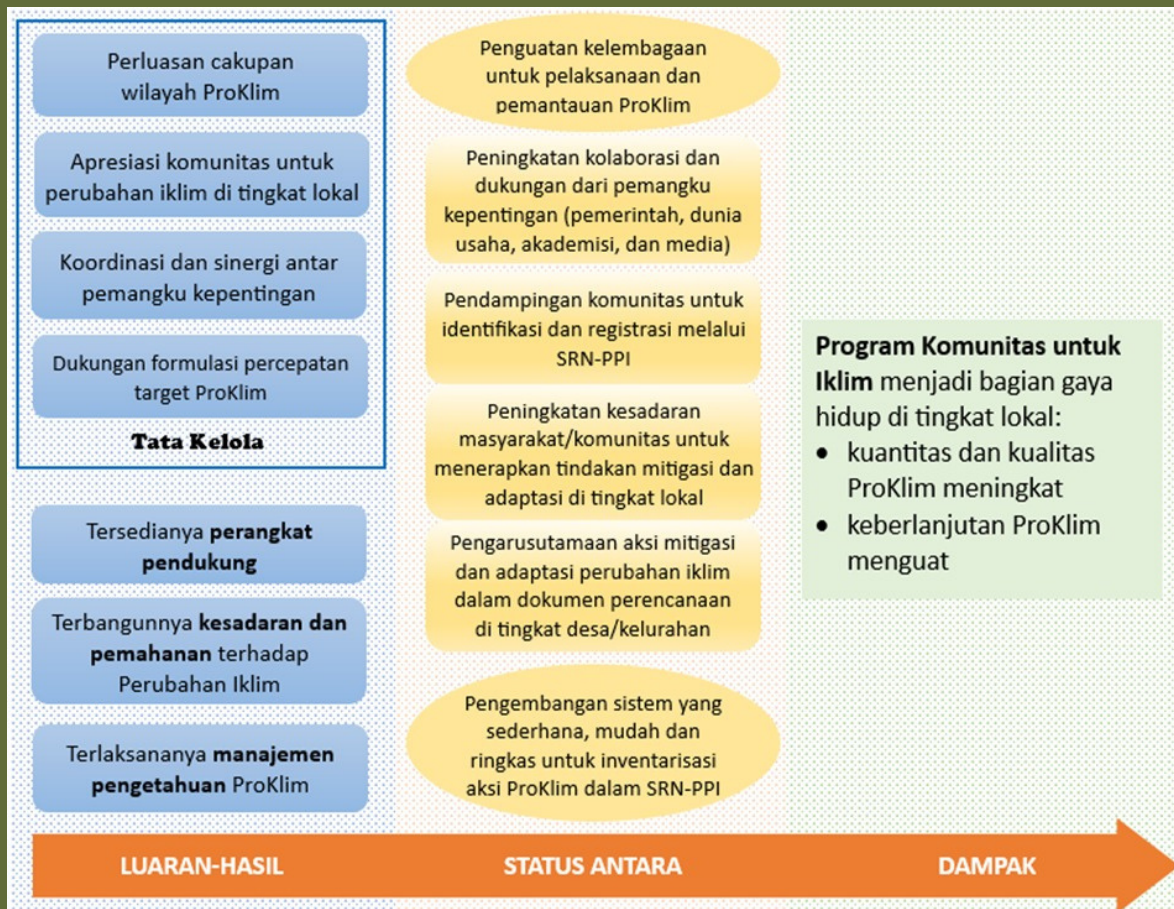 Perluasan cakupan
wilayah ProKlim
Apresiasi komunitas untuk
perubahan iklim di tingkat lokal
Koordinasi dan sinergi antar
pemangku kepentingan
Dukungan formulasi percepatan
target ProKlim
Tata Kelola
Tersedianya perangkat
pendukung
Terbangunnya kesadaran dan
pemahanan terhadap
Perubahan Iklim
Terlaksananya manajemen
pengetahuan ProKlim
Penguatan kelembagaan
untuk pelaksanaan dan
pemantauan ProKlim
Peningkatan kolaborasi dan
dukungan dari pemangku
kepentingan (pemerintah, dunia
usaha, akademisi, dan media)
Pendampingan komunitas untuk
identifikasi dan registrasi melalui
SRN-PPI
Peningkatan kesadaran
masyarakat/komunitas untuk
menerapkan tindakan mitigasi dan
adaptasi di tingkat lokal
Pengarusutamaan aksi mitigasi
dan adaptasi perubahan iklim
dalam dokumen perencanaan
di tingkat desa/kelurahan
Pengembangan sistem yang
sederhana, mudah dan
ringkas untuk inventarisasi
aksi ProKlim dalam SRN-PPI
Program Komunitas untuk
Iklim menjadi bagian gaya
hidup di tingkat lokal:
• kuantitas dan kualitas
ProKlim meningkat
• keberlanjutan ProKlim
menguat
LUARAN-HASIL
STATUS ANTARA
DAMPAK